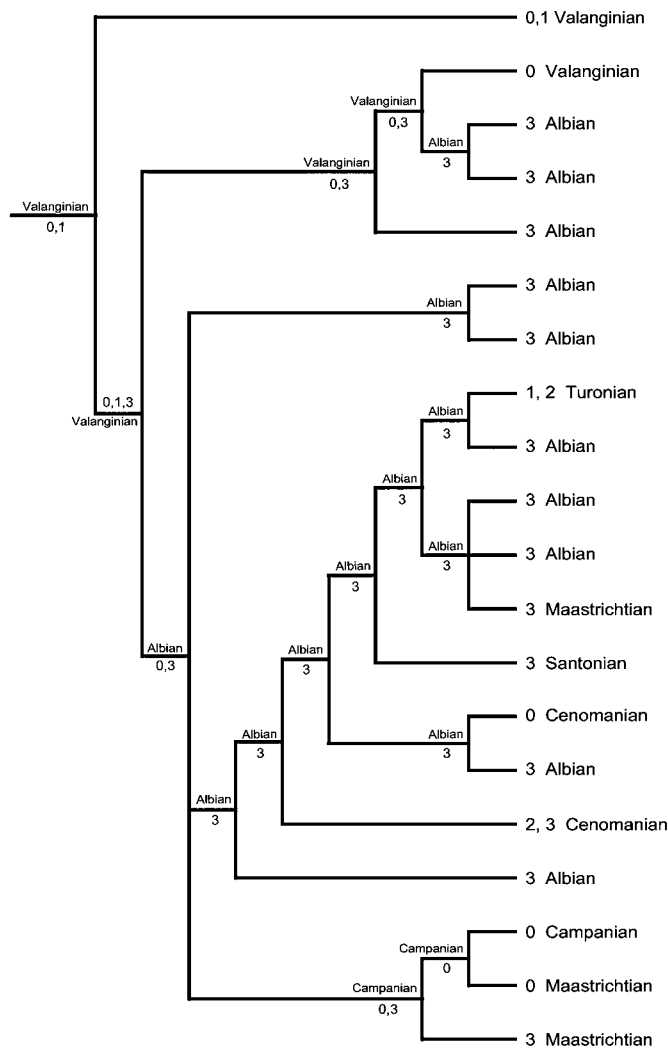 0,1 Valanginian
0 Valanginian
Valanginian
0,3
3 Albian
Albian
3
Valanginian
0,3
3 Albian
Valanginian
0,1
3 Albian
3 Albian
Albian
3
3 Albian
1, 2 Turonian
0,1,3
Valanginian
Albian
3
3 Albian
Albian
3
3 Albian
Albian
3
3 Albian
Albian
3
3 Maastrichtian
Albian
0,3
Albian
3
3 Santonian
0 Cenomanian
Albian
3
Albian
3
3 Albian
Albian
3
2, 3 Cenomanian
3 Albian
0 Campanian
Campanian
0
0 Maastrichtian
Campanian
0,3
3 Maastrichtian